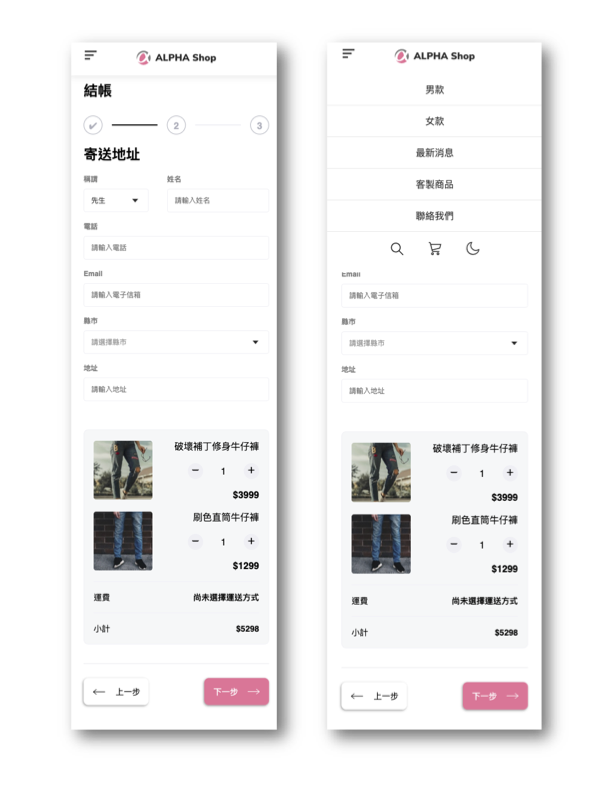 ALPHA Shop
結帳
2
3
寄送地址
稱謂
姓名
先生
請輸入姓名
電話
請輸入電話
Email
請輸入電子信箱
縣市
請選擇縣市
地址
請輸入地址
破壞補丁修身牛仔褲
1
$3999
刷色直筒牛仔褲
1
$1299
運費
尚未選擇運送方式
小計
$5298
上一步
下一步
ALPHA Shop
男款
女款
最新消息
客製商品
聯絡我們
Email
請輸入電子信箱
縣市
請選擇縣市
地址
請輸入地址
破壞補丁修身牛仔褲
1
$3999
刷色直筒牛仔褲
1
$1299
運費
尚未選擇運送方式
小計
$5298
上一步
下一步